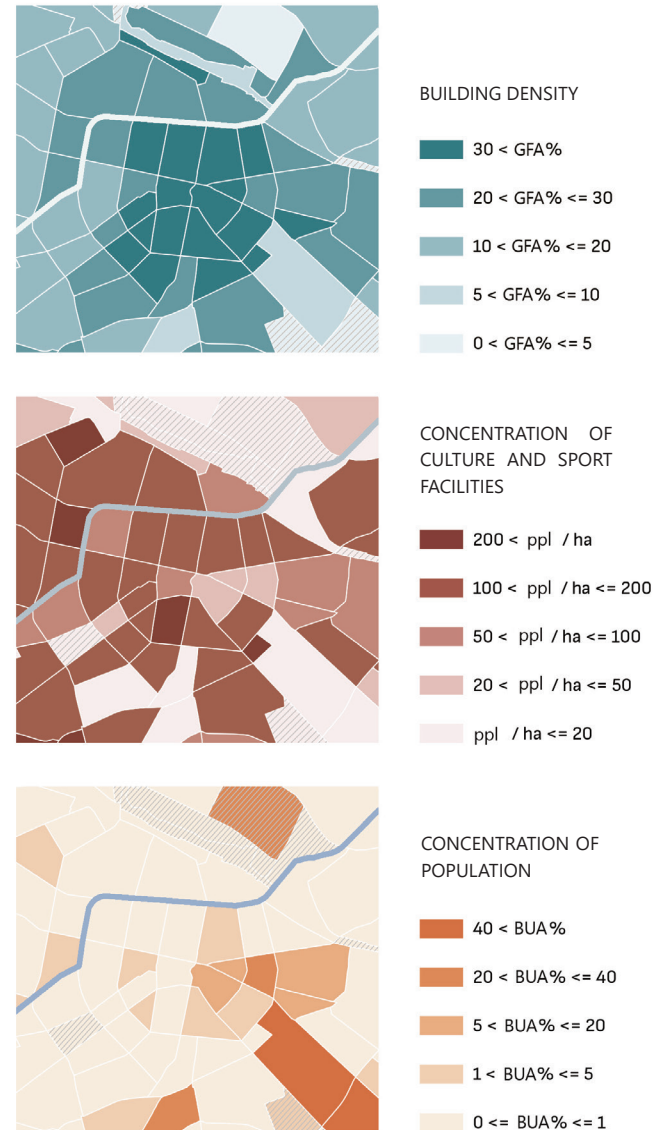 BUILDING DENSITY
30 < GFA%
20 < GFA% <= 30
10 < GFA% <= 20
5 < GFA% <= 10
0 < GFA% <= 5
CONCENTRATION OF
CULTURE AND SPORT
FACILITIES
200 < ppl / ha
100 < ppl / ha <= 200
50 < ppl / ha <= 100
20 < ppl / ha <= 50
ppl / ha <= 20
CONCENTRATION OF
POPULATION
40 < BUA%
20 < BUA% <= 40
5 < BUA% <= 20
1 < BUA% <= 5
0 <= BUA% <= 1